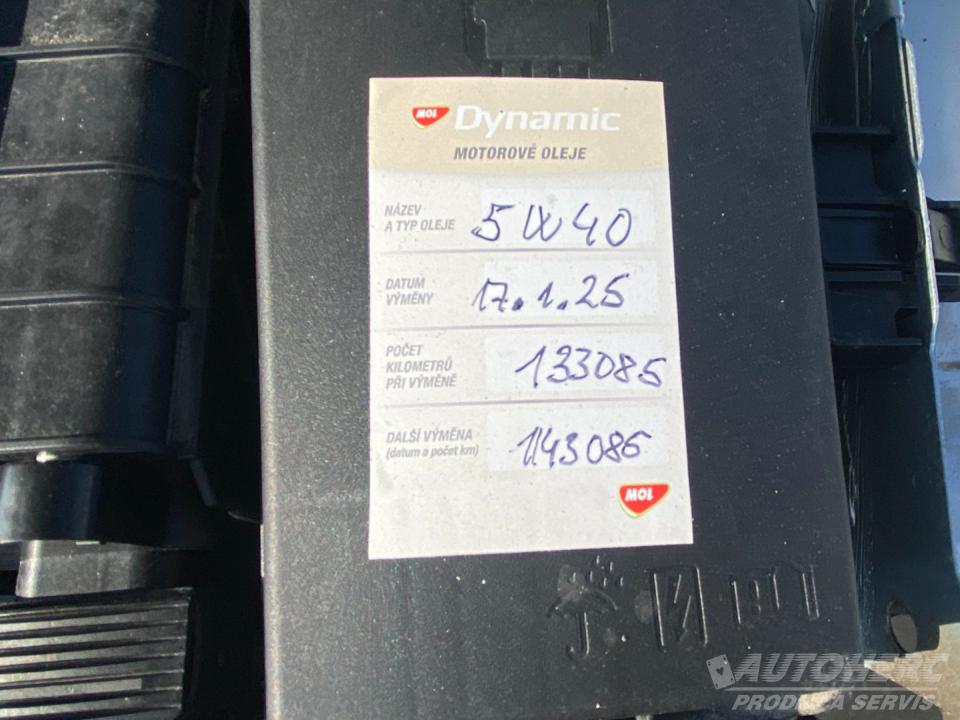 MOL Dynamic
MOTOROVÉ OLEJE
NÁZEV
A TYP OLEJE
5W40
DATUM
VÝMĚNY
17.1.25
POČET
KILOMETRŮ
PŘI VÝMĚNĚ
133085
DALŠÍ VÝMĚNA
(datum a počet km)
143085
MOL
AUTOHERC
PRODEJ A SERVIS